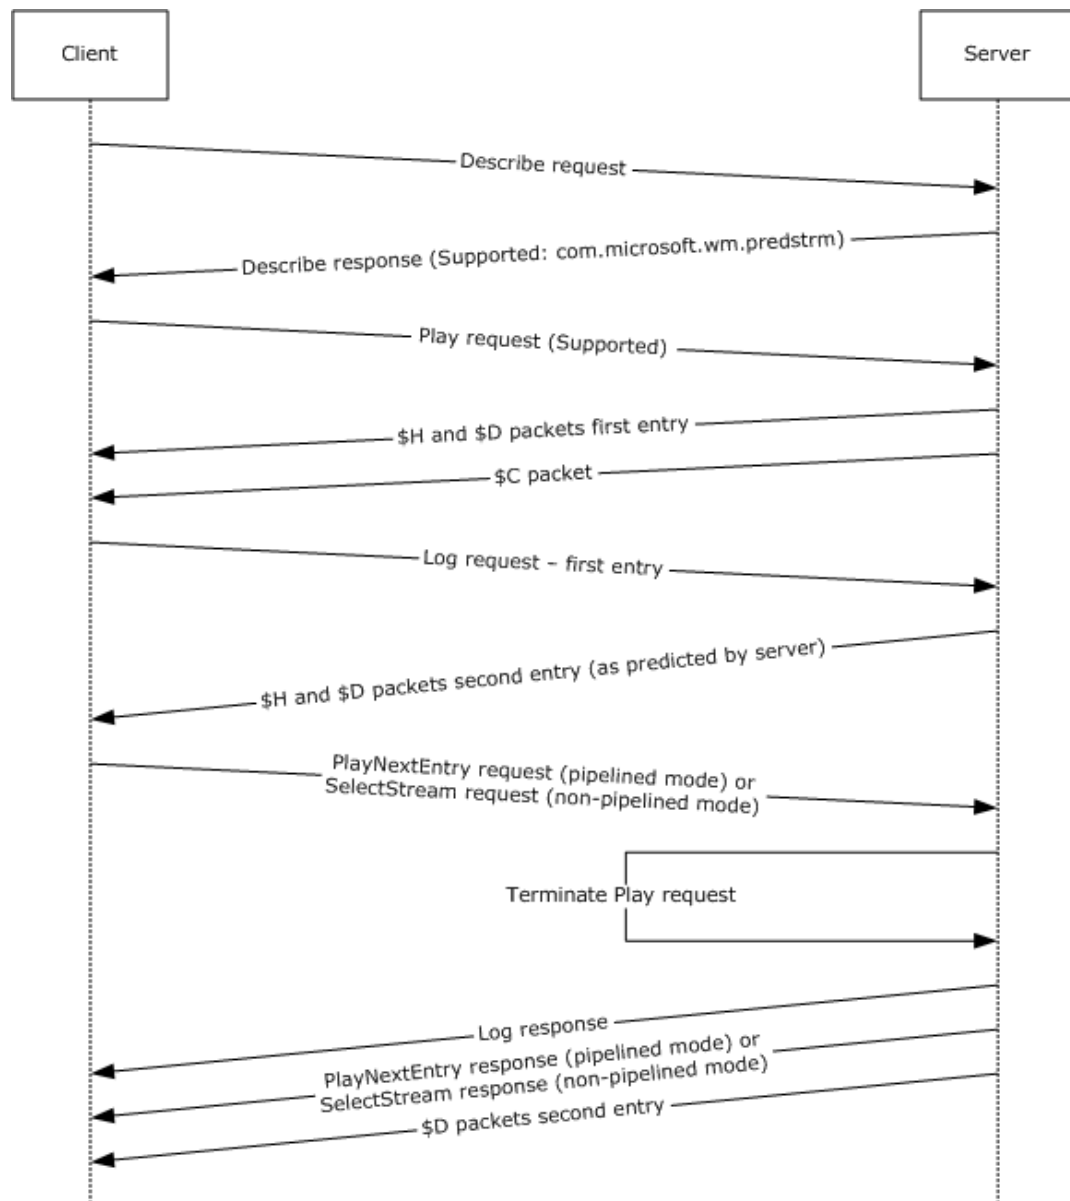 Client
Server
Describe request
Describe response (Supported: com.microsoft.wm.predstrm)
Play request (Supported)
$H and $D packets first entry
$C packet
Log request – first entry
$H and $D packets second entry (as predicted by server)
PlayNextEntry request (pipelined mode) or
SelectStream request (non-pipelined mode)
Terminate Play request
Log response
PlayNextEntry response (pipelined mode) or
SelectStream response (non-pipelined mode)
$D packets second entry